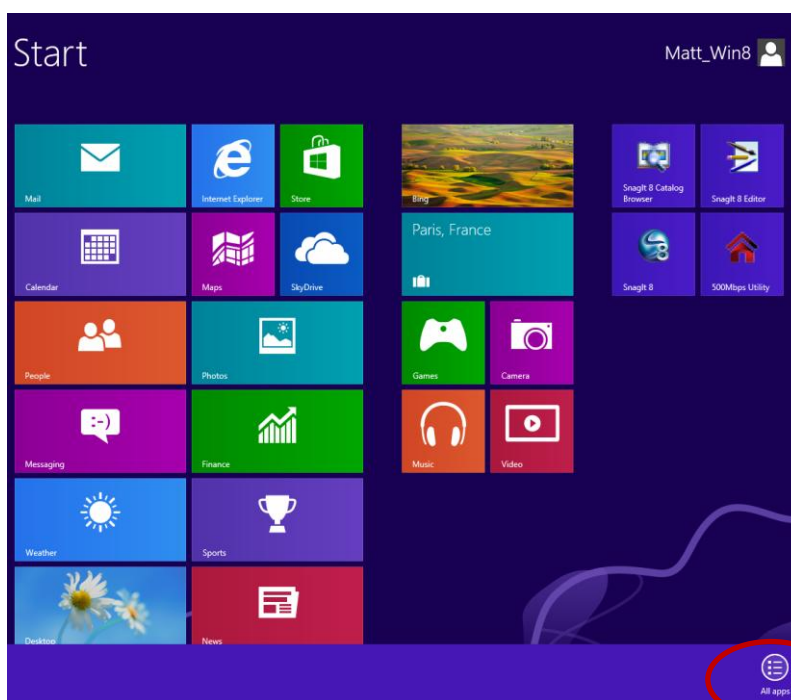 Start
Matt_Win8
Mail
Internet Explorer
Store
Calendar
Maps
SkyDrive
People
Photos
Messaging
:-)
Finance
Weather
Sports
Desktop
News
Bing
Paris, France
Games
Camera
Music
Video
SnagIt 8 Catalog
Browser
SnagIt 8 Editor
SnagIt 8
500Mbps Utility
All apps